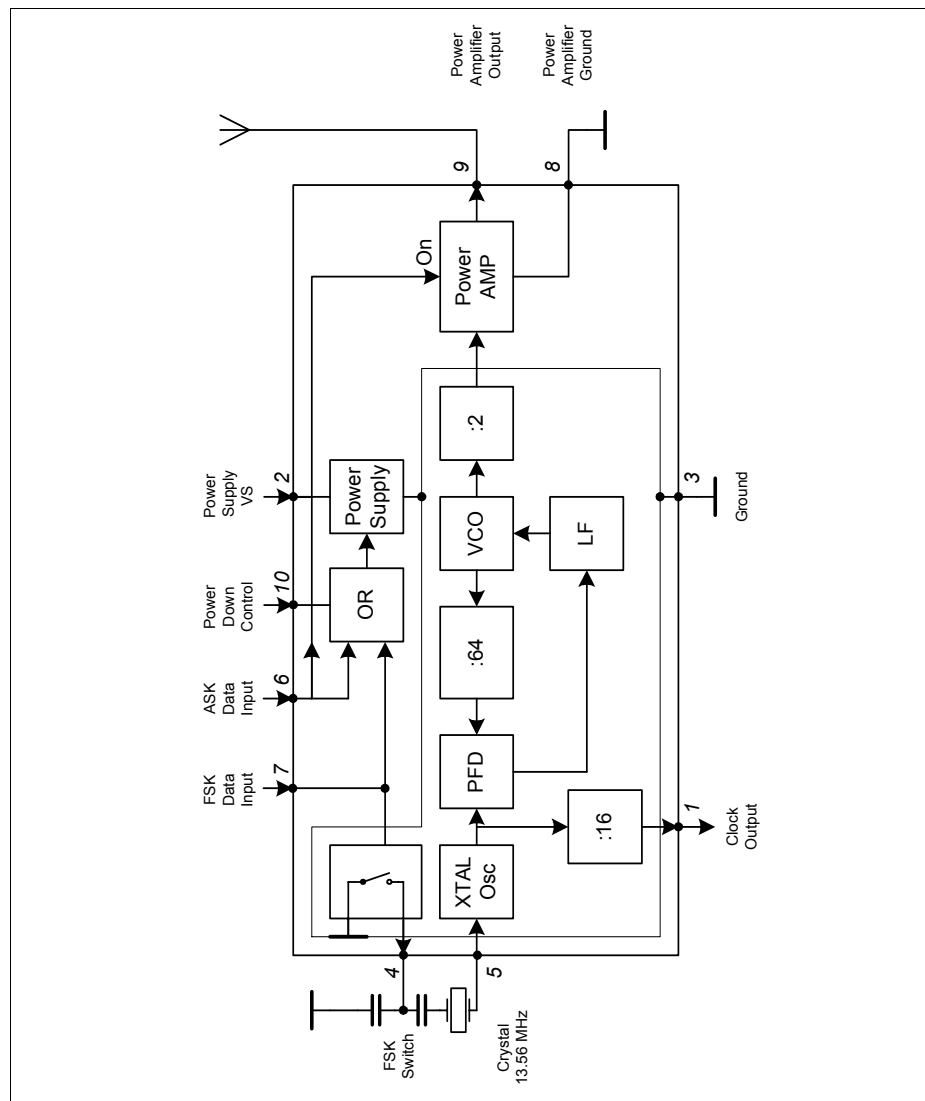 Power
Amplifier
Output
Power
Amplifier
Ground
9
8
On
Power
AMP
:2
Power
Supply
VS
2
Power
Supply
3
Ground
VCO
LF
Power
Down
Control
10
OR
:64
ASK
Data
Input
6
FSK
Data
Input
7
PFD
:16
1
Clock
Output
XTAL
Osc
4
5
FSK
Switch
Crystal
13.56 MHz